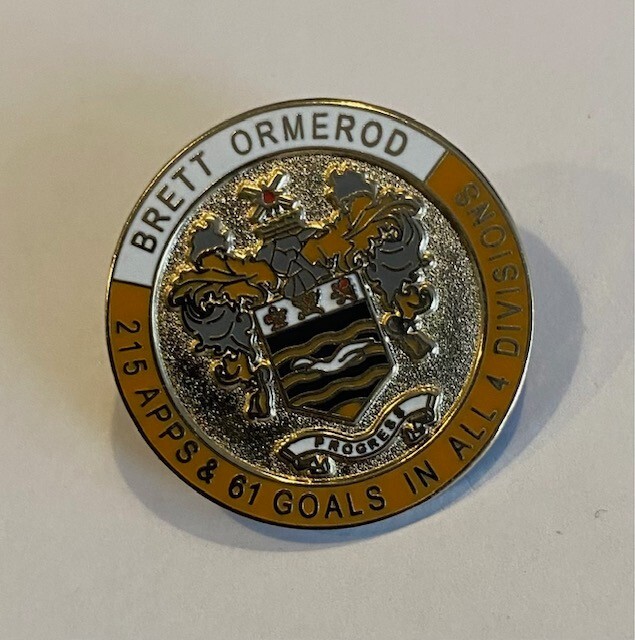 BRETT ORMEROD
215 APPS & 61 GOALS IN ALL 4 DIVISIONS
PROGRESS